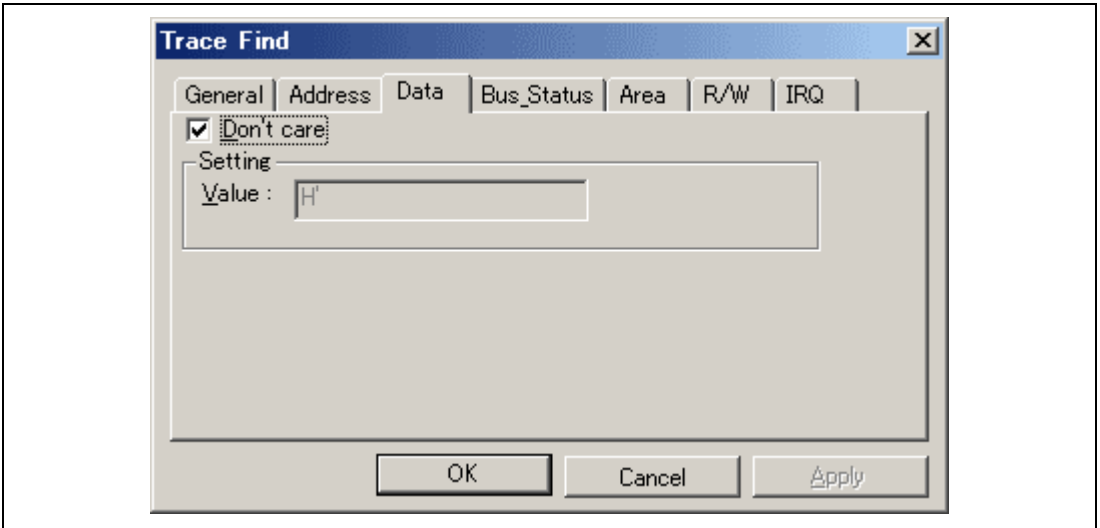 Trace Find
General Address Data Bus_Status Area R/W IRQ
Don't care
Setting
Value : H'
OK Cancel Apply